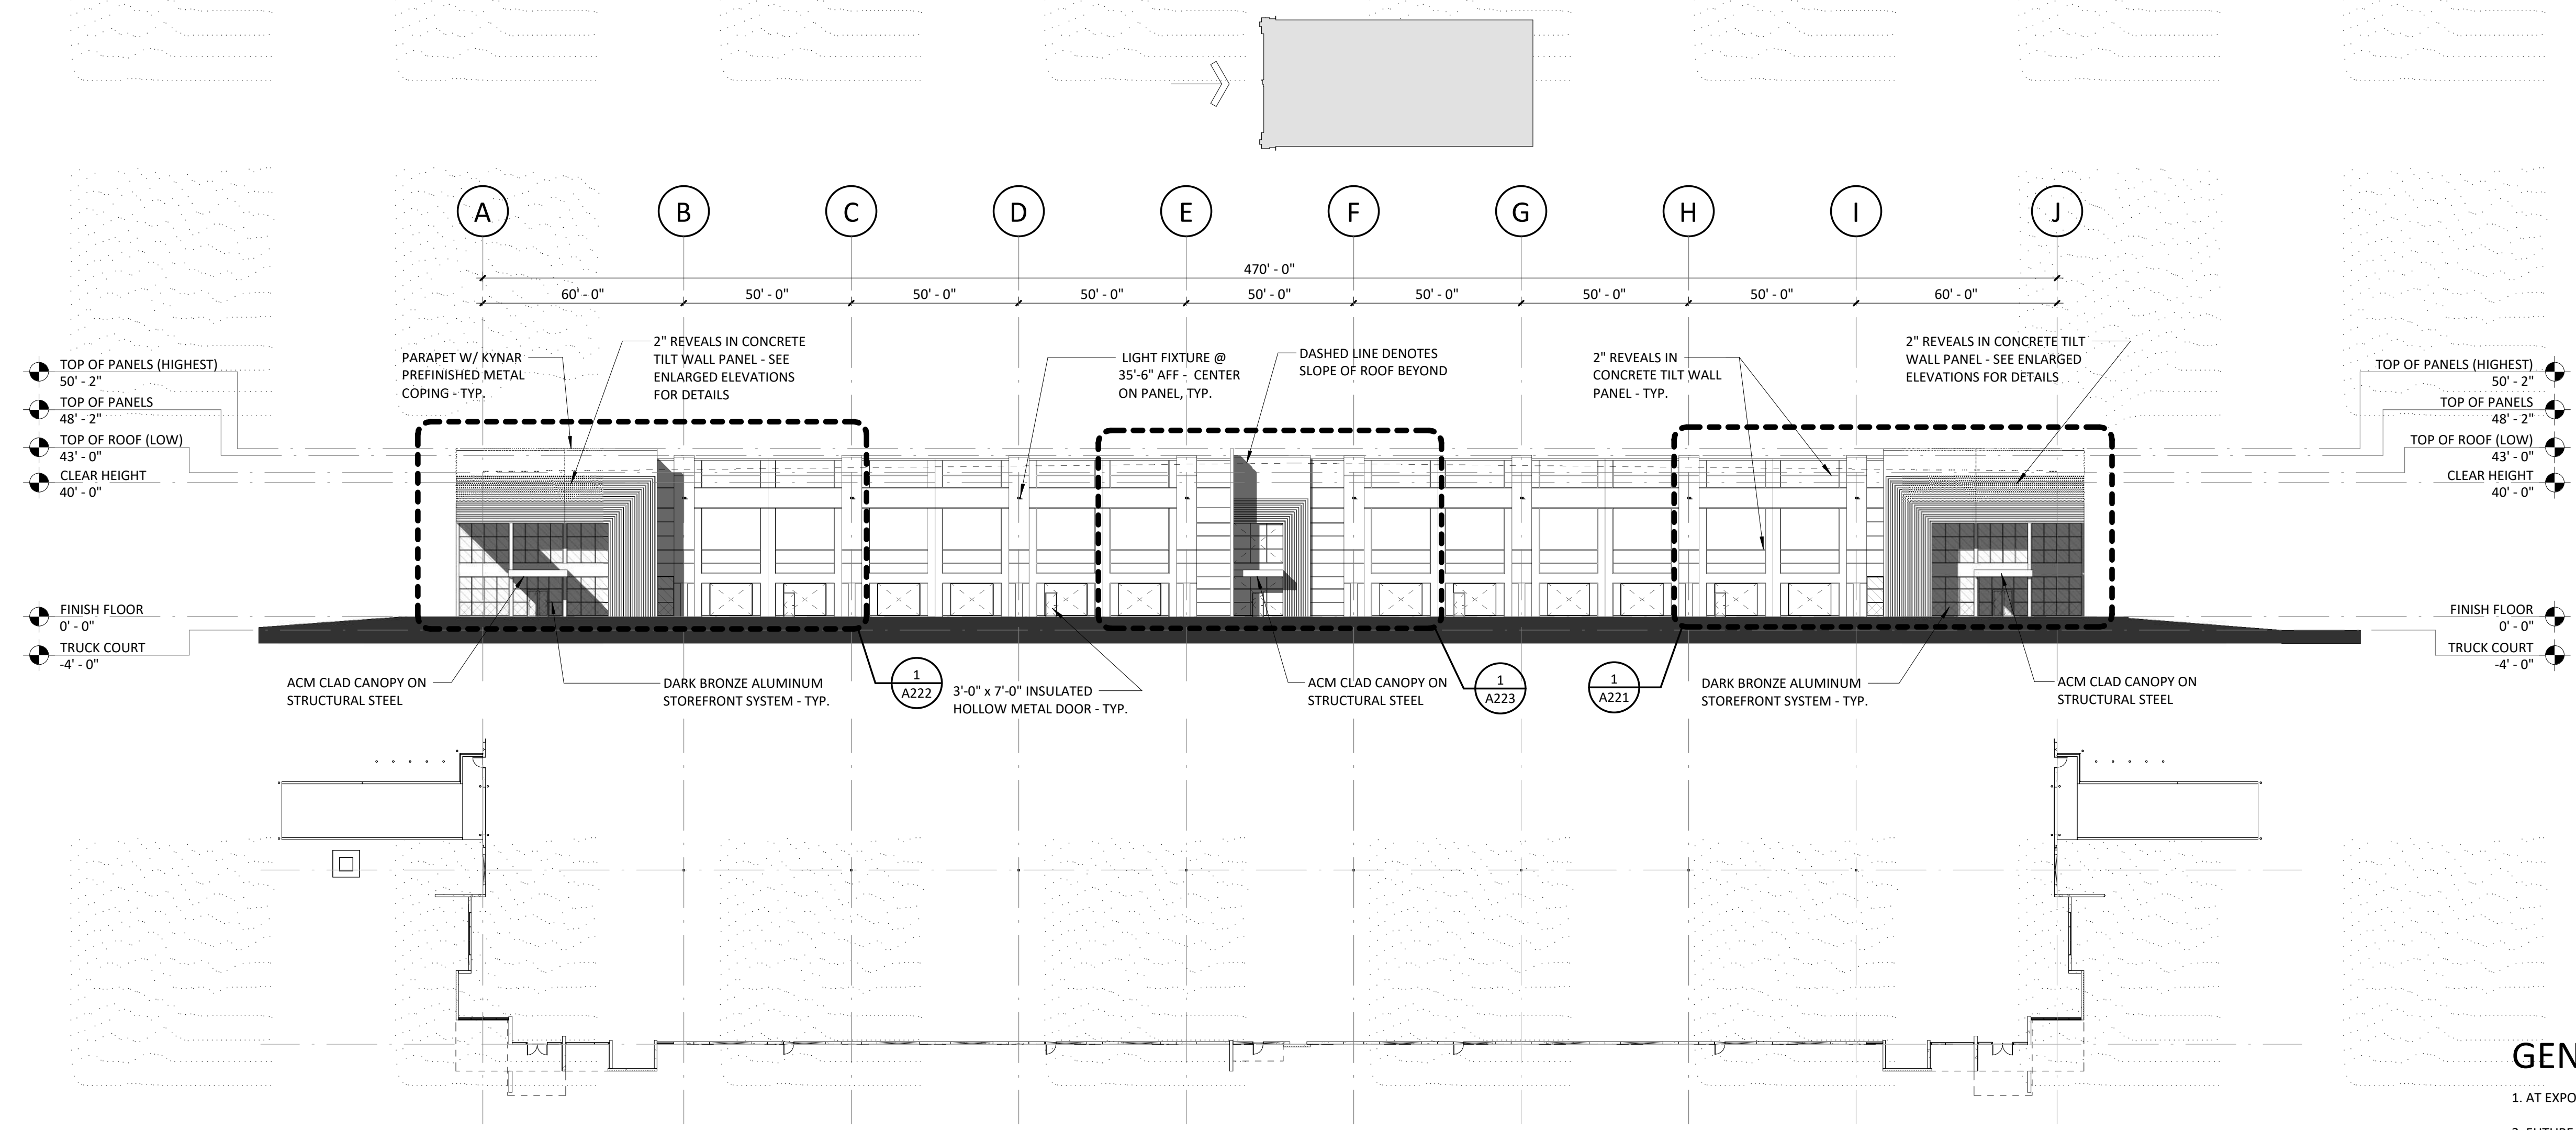 A
B
C
D
E
F
G
H
I
J
470' - 0"
60' - 0"
50' - 0"
50' - 0"
50' - 0"
50' - 0"
50' - 0"
50' - 0"
50' - 0"
60' - 0"
TOP OF PANELS (HIGHEST)
50' - 2"
TOP OF PANELS
48' - 2"
TOP OF ROOF (LOW)
43' - 0"
CLEAR HEIGHT
40' - 0"
FINISH FLOOR
0' - 0"
TRUCK COURT
-4' - 0"
PARAPET W/ KYNAR
PREFINISHED METAL
COPING - TYP.
2" REVEALS IN CONCRETE
TILT WALL PANEL - SEE
ENLARGED ELEVATIONS
FOR DETAILS
LIGHT FIXTURE @
35'-6" AFF - CENTER
ON PANEL, TYP.
DASHED LINE DENOTES
SLOPE OF ROOF BEYOND
2" REVEALS IN
CONCRETE TILT WALL
PANEL - TYP.
2" REVEALS IN CONCRETE TILT
WALL PANEL - SEE ENLARGED
ELEVATIONS FOR DETAILS
TOP OF PANELS (HIGHEST)
50' - 2"
TOP OF PANELS
48' - 2"
TOP OF ROOF (LOW)
43' - 0"
CLEAR HEIGHT
40' - 0"
FINISH FLOOR
0' - 0"
TRUCK COURT
-4' - 0"
ACM CLAD CANOPY ON
STRUCTURAL STEEL
DARK BRONZE ALUMINUM
STOREFRONT SYSTEM - TYP.
1
A222
3'-0" x 7'-0" INSULATED
HOLLOW METAL DOOR - TYP.
ACM CLAD CANOPY ON
STRUCTURAL STEEL
1
A223
1
A221
DARK BRONZE ALUMINUM
STOREFRONT SYSTEM - TYP.
ACM CLAD CANOPY ON
STRUCTURAL STEEL
GEN
1. AT EXPO